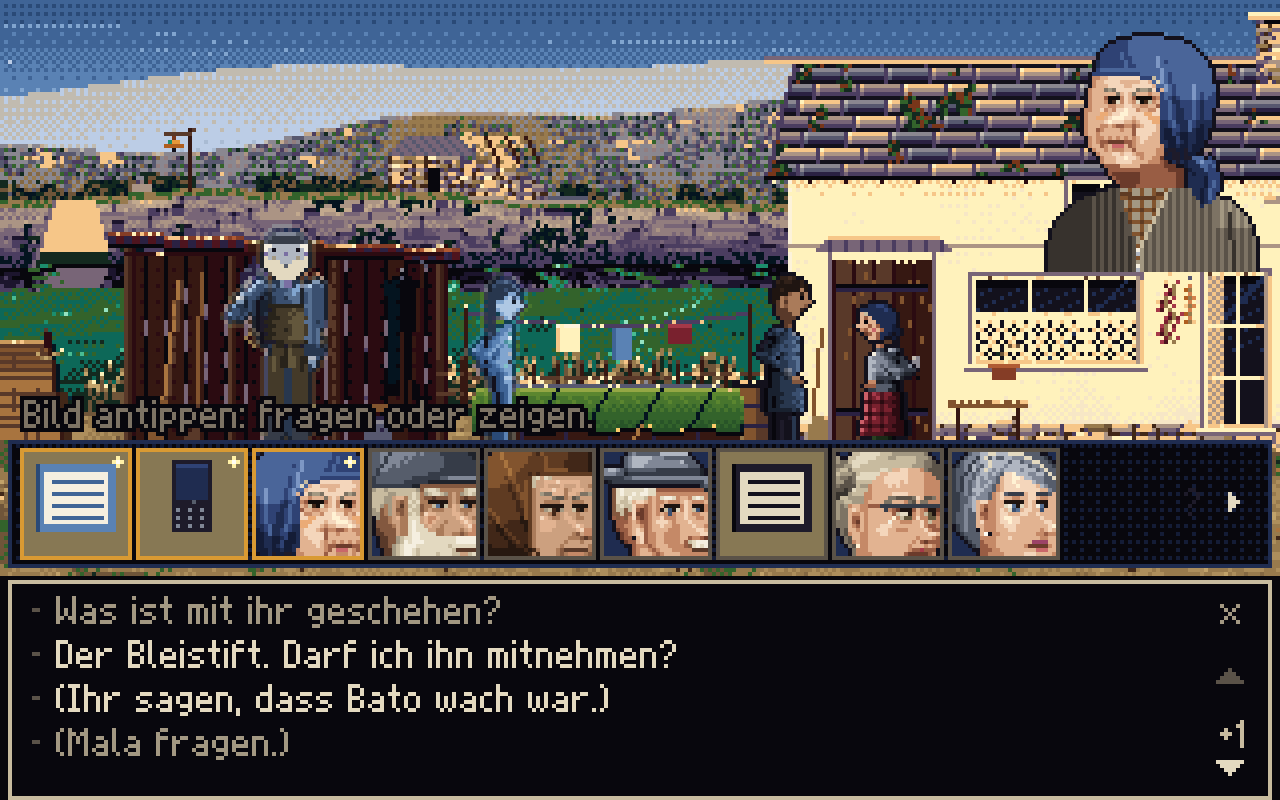 Bild antippen: fragen oder zeigen.
- Was ist mit ihr geschehen?
- Der Bleistift. Darf ich ihn mitnehmen?
- (Ihr sagen, dass Bato wach war.)
- (Mala fragen.)
+1